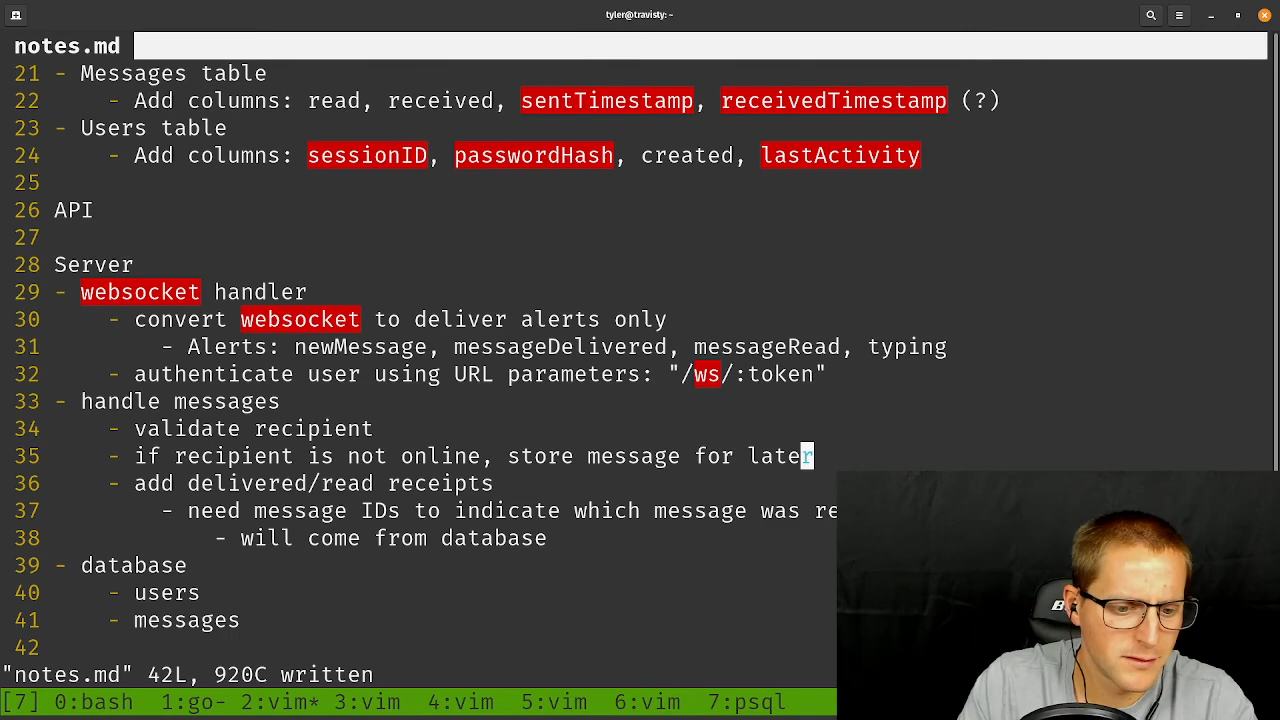 tyler@travisty: ~
notes.md
21 - Messages table
22 - Add columns: read, received, sentTimestamp, receivedTimestamp (?)
23 - Users table
24 - Add columns: sessionID, passwordHash, created, lastActivity
25
26 API
27
28 Server
29 - websocket handler
30 - convert websocket to deliver alerts only
31 - Alerts: newMessage, messageDelivered, messageRead, typing
32 - authenticate user using URL parameters: "/ws/:token"
33 - handle messages
34 - validate recipient
35 - if recipient is not online, store message for later
36 - add delivered/read receipts
37 - need message IDs to indicate which message was re
38 - will come from database
39 - database
40 - users
41 - messages
42
"notes.md" 42L, 920C written
[7] 0:bash 1:go- 2:vim* 3:vim 4:vim 5:vim 6:vim 7:psql